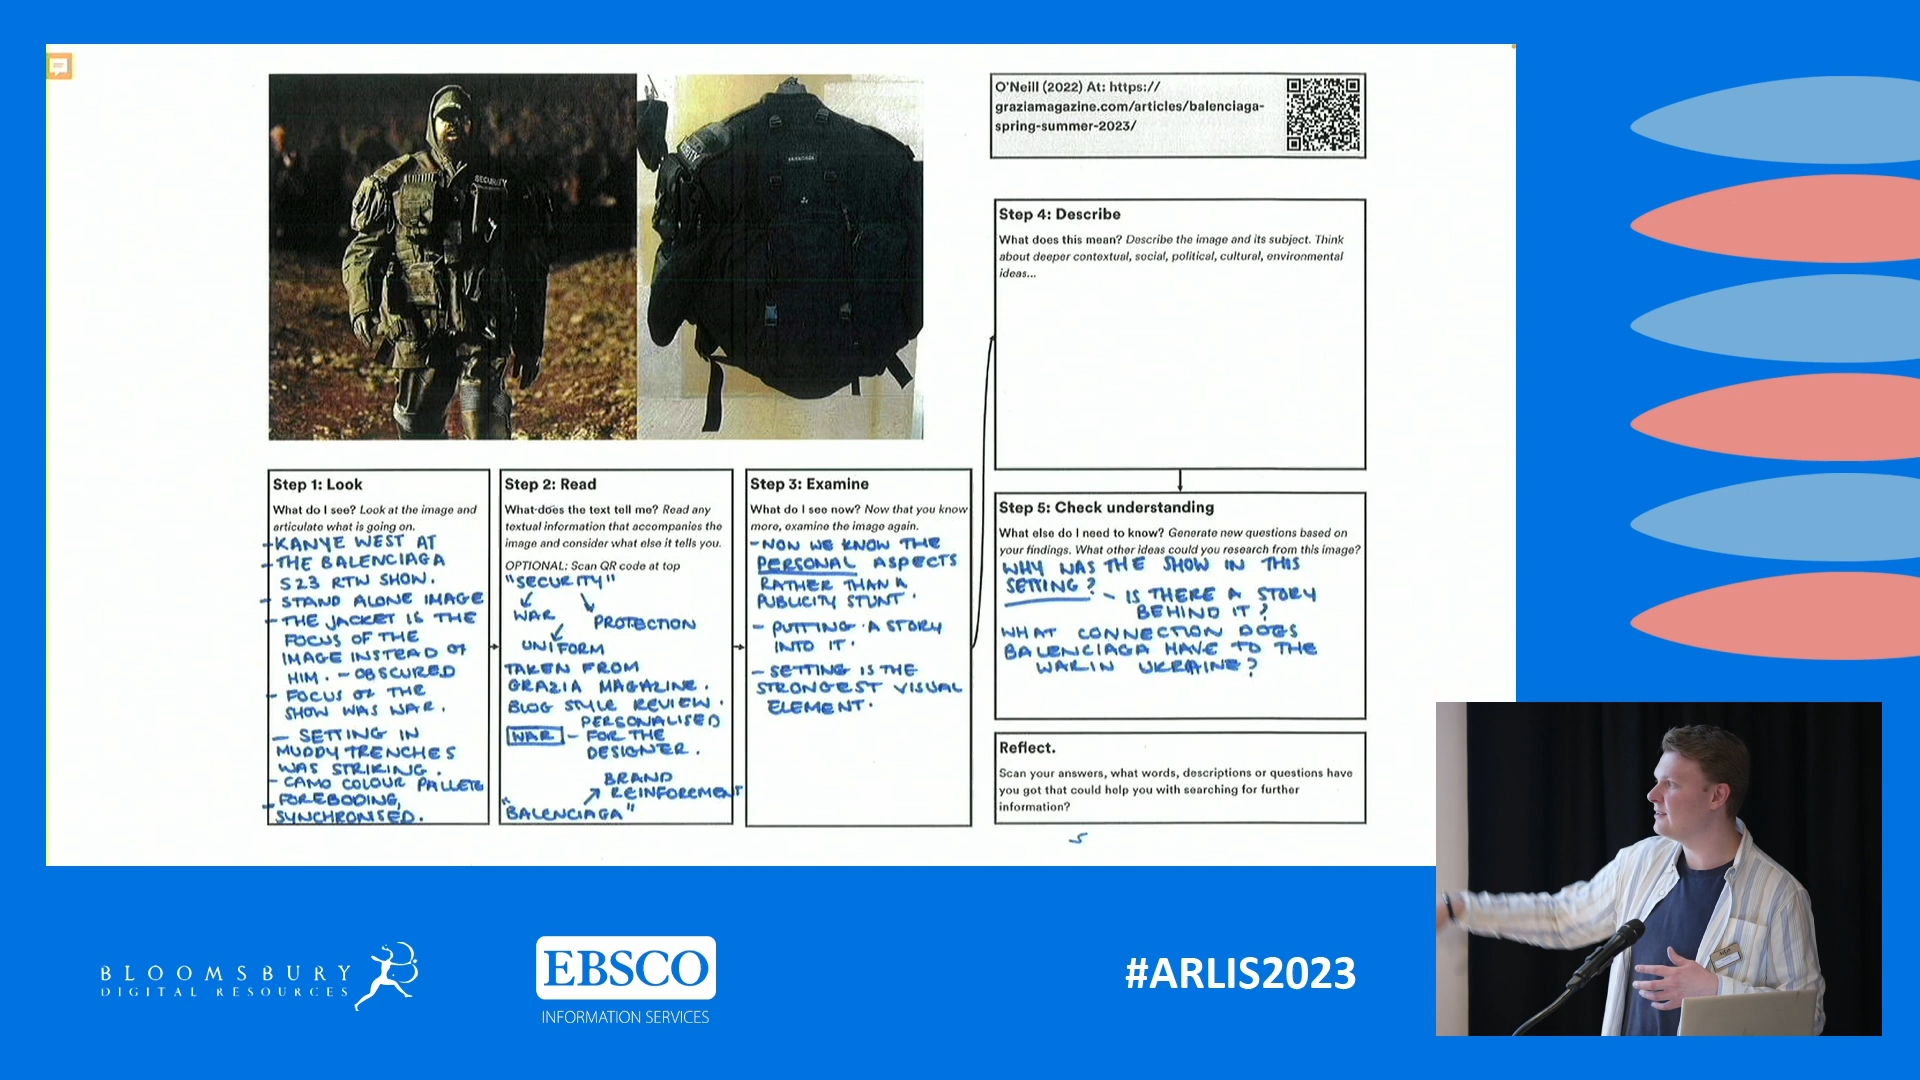 SECURITY
BALENCIAGA
O'Neill (2022) At: https://
graziamagazine.com/articles/balenciaga-
spring-summer-2023/
Step 1: Look
What do I see? Look at the image and
articulate what is going on.
- KANYE WEST AT
- THE BALENCIAGA
S23 RTW SHOW.
- STAND ALONE IMAGE
- THE JACKET IS THE
FOCUS OF THE
IMAGE INSTEAD OF
HIM. - OBSCURED
- FOCUS OF THE
SHOW WAS WAR.
- SETTING IN
MUDDY TRENCHES
WAS STRIKING.
- CAMO COLOUR PALLETE
- FOREBODING,
SYNCHRONISED.
Step 2: Read
What does the text tell me? Read any
textual information that accompanies the
image and consider what else it tells you.
OPTIONAL: Scan QR code at top
"SECURITY"
WAR
PROTECTION
UNIFORM
TAKEN FROM
GRAZIA MAGAZINE.
BLOG STYLE REVIEW.
PERSONALISED
WAR - FOR THE
DESIGNER.
BRAND
REINFORCEMENT
"BALENCIAGA"
Step 3: Examine
What do I see now? Now that you know
more, examine the image again.
- NOW WE KNOW THE
PERSONAL ASPECTS
RATHER THAN A
PUBLICITY STUNT.
- PUTTING A STORY
INTO IT.
- SETTING IS THE
STRONGEST VISUAL
ELEMENT.
Step 4: Describe
What does this mean? Describe the image and its subject. Think
about deeper contextual, social, political, cultural, environmental
ideas...
Step 5: Check understanding
What else do I need to know? Generate new questions based on
your findings. What other ideas could you research from this image?
WHY WAS THE SHOW IN THIS
SETTING? - IS THERE A STORY
BEHIND IT?
WHAT CONNECTION DOES
BALENCIAGA HAVE TO THE
WAR IN UKRAINE?
Reflect.
Scan your answers, what words, descriptions or questions have
you got that could help you with searching for further
information?
5
BLOOMSBURY
DIGITAL RESOURCES
EBSCO
INFORMATION SERVICES
#ARLIS2023